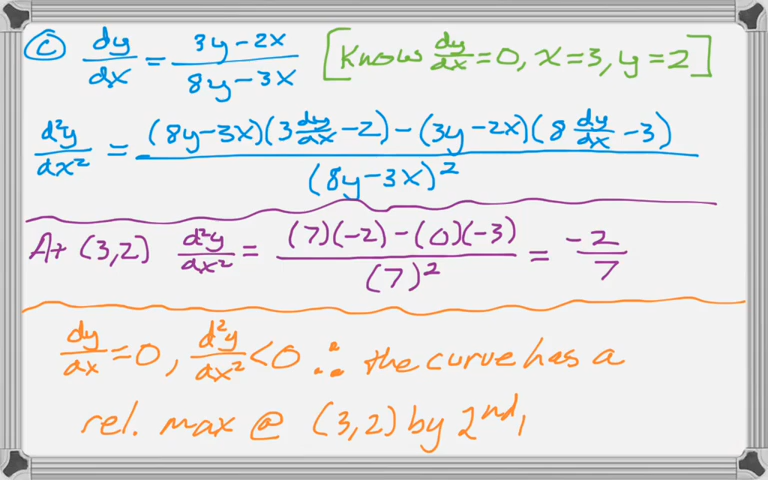 (c) dy/dx = (3y-2x)/(8y-3x) [Know dy/dx=0, x=3, y=2]
d²y/dx² = ((8y-3x)(3 dy/dx -2)-(3y-2x)(8 dy/dx -3))/(8y-3x)²
At (3,2) d²y/dx² = ((7)(-2)-(0)(-3))/(7)² = -2/7
dy/dx=0, d²y/dx²<0 ∴ the curve has a
rel. max @ (3,2) by 2nd